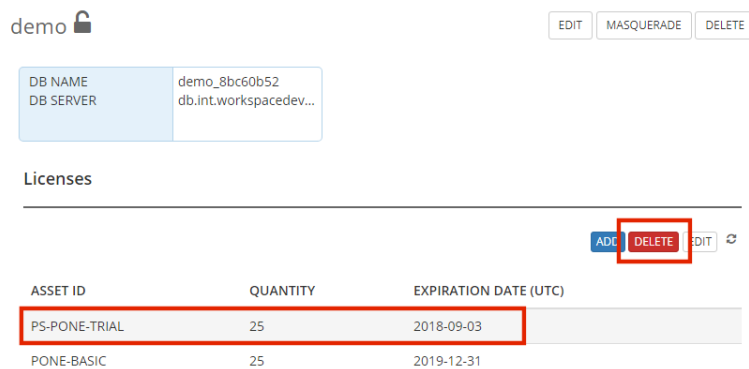 demo
EDIT MASQUERADE DELETE
DB NAME demo_8bc60b52
DB SERVER db.int.workspacedev...
Licenses
ADD DELETE EDIT
ASSET ID QUANTITY EXPIRATION DATE (UTC)
PS-PONE-TRIAL 25 2018-09-03
PONE-BASIC 25 2019-12-31